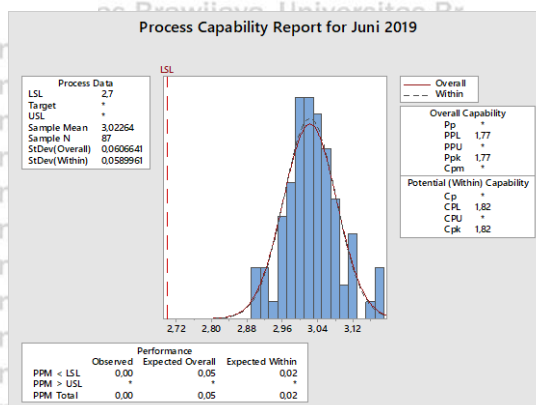 as Brawijaya Universitas Br
Process Capability Report for Juni 2019
LSL
Process Data
LSL 2,7
Target *
USL *
Sample Mean 3,02264
Sample N 87
StDev(Overall) 0,0606641
StDev(Within) 0,0589961
Overall
Within
Overall Capability
Pp *
PPL 1,77
PPU *
Ppk 1,77
Cpm *
Potential (Within) Capability
Cp *
CPL 1,82
CPU *
Cpk 1,82
2,72 2,80 2,88 2,96 3,04 3,12
Performance
Observed Expected Overall Expected Within
PPM < LSL 0,00 0,05 0,02
PPM > USL * * *
PPM Total 0,00 0,05 0,02